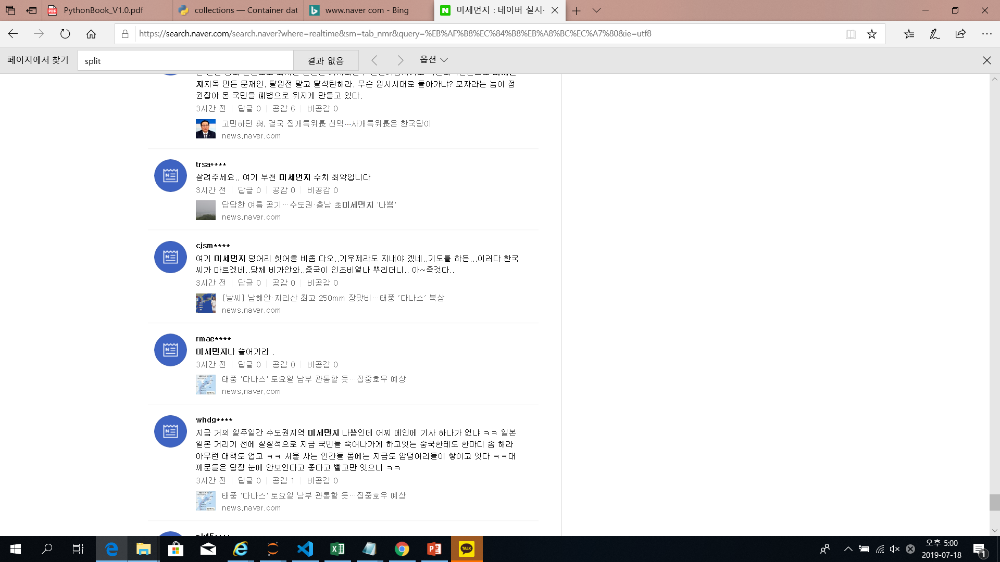 PythonBook_V1.0.pdf
collections — Container dat
www.naver com - Bing
미세먼지 : 네이버 실시간
https://search.naver.com/search.naver?where=realtime&sm=tab_nmr&query=%EB%AF%B8%EC%84%B8%EB%A8%BC%EC%A7%80&ie=utf8
페이지에서 찾기
split
결과 없음
옵션
지지옥 만든 문재인. 탈원전 말고 탈석탄해라. 무슨 원시시대로 돌아가냐? 모자라는 놈이 정
권잡아 온 국민을 폐병으로 뒤지게 만들고 있다.
3시간 전 답글 0 공감 6 비공감 0
고민하던 與, 결국 정개특위長 선택…사개특위長은 한국당이
news.naver.com
trsa****
살려주세요.. 여기 부천 미세먼지 수치 최악입니다
3시간 전 답글 0 공감 0 비공감 0
답답한 여름 공기…수도권·충남 초미세먼지 '나쁨'
news.naver.com
cjsm****
여기 미세먼지 덩어리 씻어줄 비좀 다오..기우제라도 지내야 겠네..기도를 하든...이러다 한국
씨가 마르겠네..당체 비가안와..중국이 인조비열나 뿌리더니.. 아~죽것다..
3시간 전 답글 0 공감 0 비공감 0
[날씨] 남해안·지리산 최고 250mm 장맛비…태풍 ‘다나스’ 북상
news.naver.com
rmae****
미세먼지나 쓸어가라 .
3시간 전 답글 0 공감 0 비공감 0
태풍 '다나스' 토요일 남부 관통할 듯…집중호우 예상
news.naver.com
whdg****
지금 거의 일주일간 수도권지역 미세먼지 나쁨인데 어찌 메인에 기사 하나가 없냐 ㅋㅋ 일본
일본 거리기 전에 실질적으로 지금 국민들 죽어나가게 하고잇는 중국한테도 한마디 좀 해라
아무런 대책도 업고 ㅋㅋ 서울 사는 인간들 몸에는 지금도 암덩어리들이 쌓이고 잇다 ㅋㅋ대
깨문들은 당장 눈에 안보인다고 좋다고 빨고만 잇으니 ㅋㅋ
3시간 전 답글 0 공감 1 비공감 0
태풍 '다나스' 토요일 남부 관통할 듯…집중호우 예상
news.naver.com
TALK
오후 5:00
2019-07-18
1